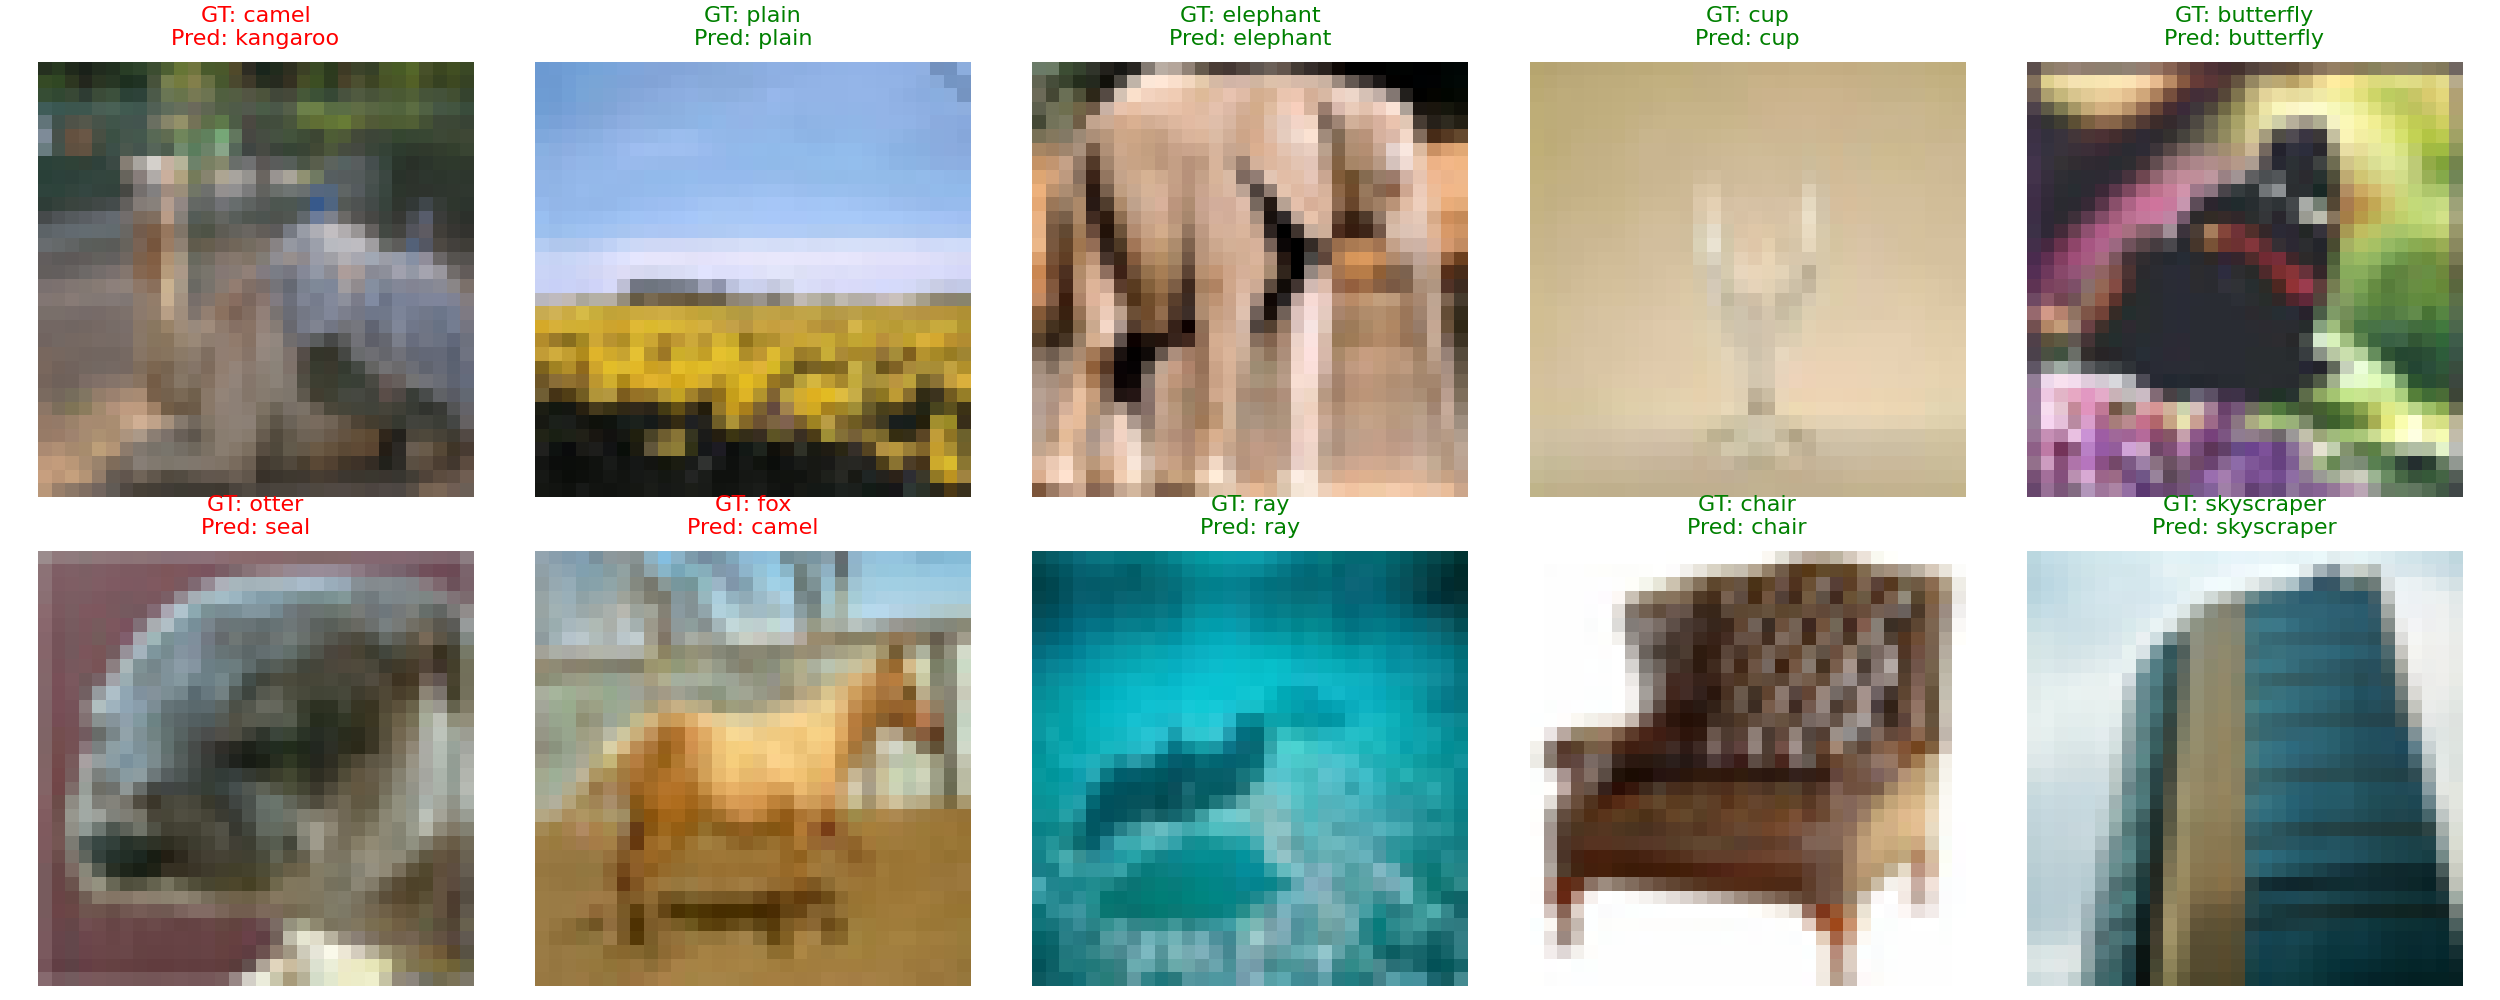 GT: camel
Pred: kangaroo
GT: plain
Pred: plain
GT: elephant
Pred: elephant
GT: cup
Pred: cup
GT: butterfly
Pred: butterfly
GT: otter
Pred: seal
GT: fox
Pred: camel
GT: ray
Pred: ray
GT: chair
Pred: chair
GT: skyscraper
Pred: skyscraper